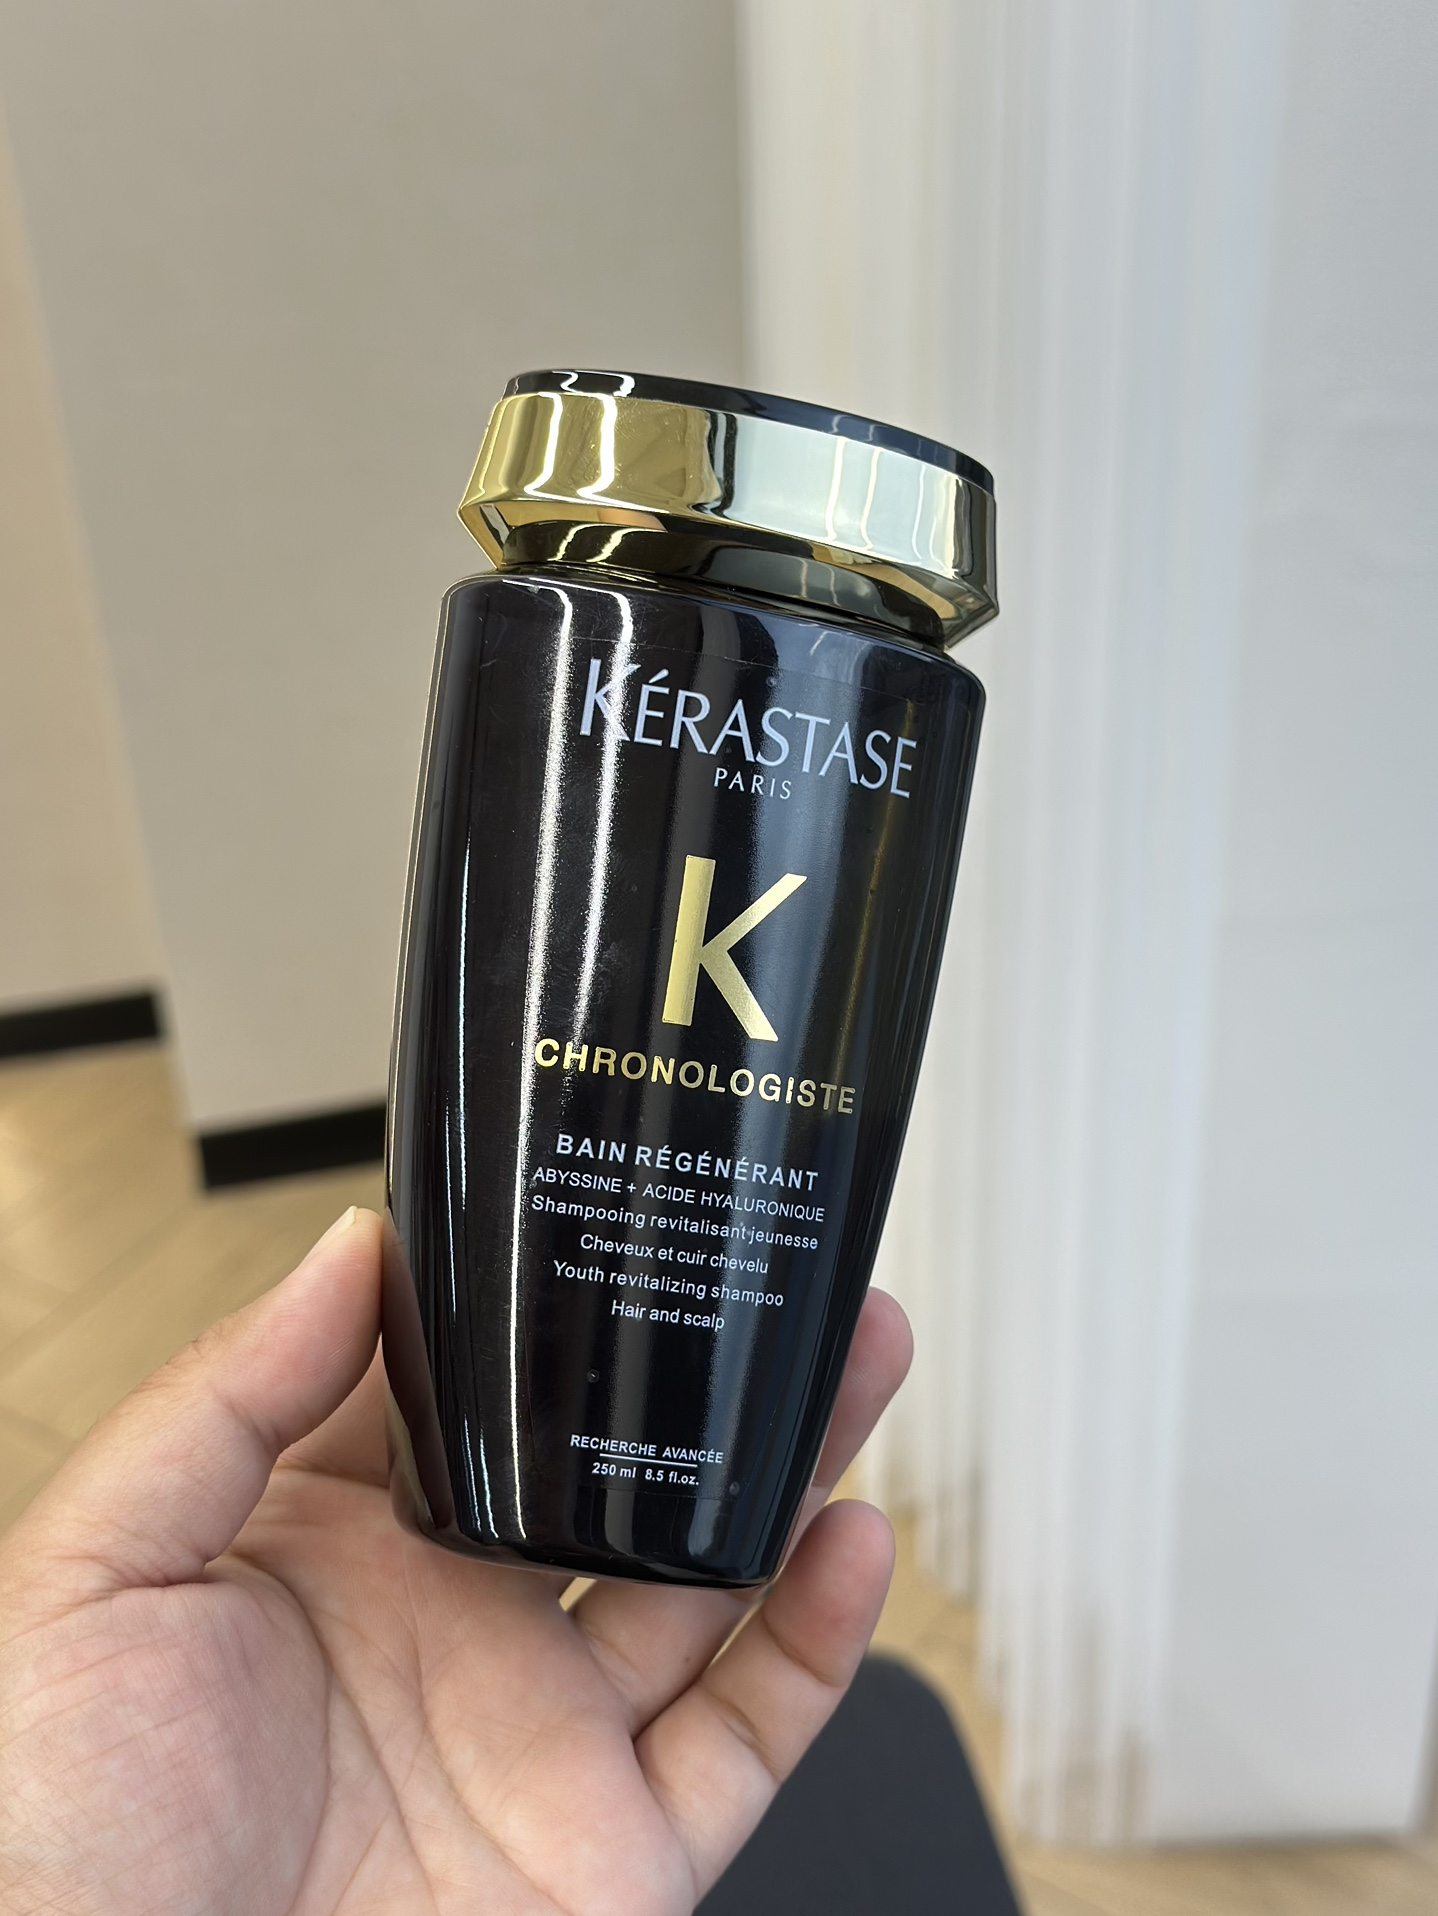 KÉRASTASE
PARIS
K
CHRONOLOGISTE
BAIN RÉGÉNÉRANT
ABYSSINE + ACIDE HYALURONIQUE
Shampooing revitalisant jeunesse
Cheveux et cuir chevelu
Youth revitalizing shampoo
Hair and scalp
RECHERCHE AVANCÉE
250 ml 8.5 fl.oz.